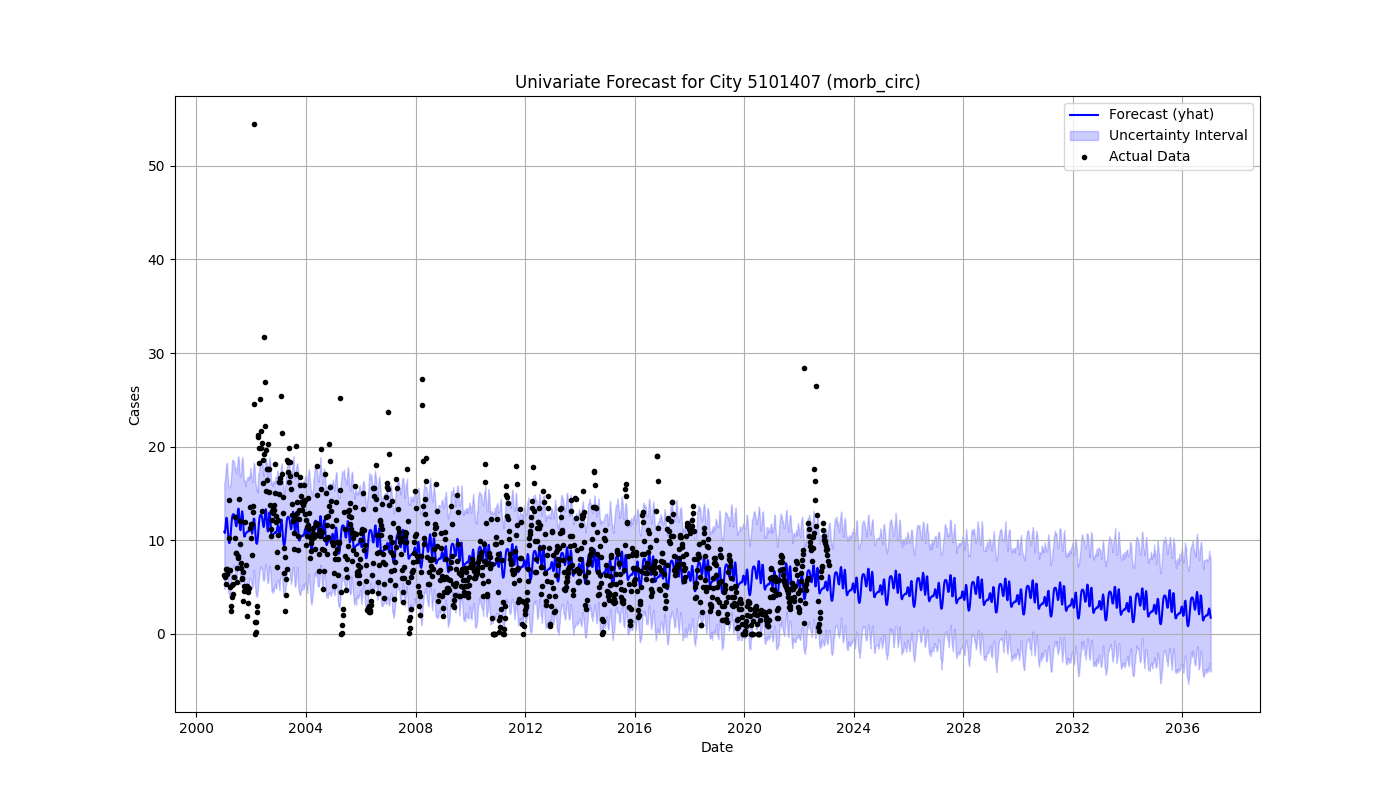 Univariate Forecast for City 5101407 (morb_circ)
Forecast (yhat)
Uncertainty Interval
Actual Data
50
40
30
20
10
0
Cases
2000 2004 2008 2012 2016 2020 2024 2028 2032 2036
Date